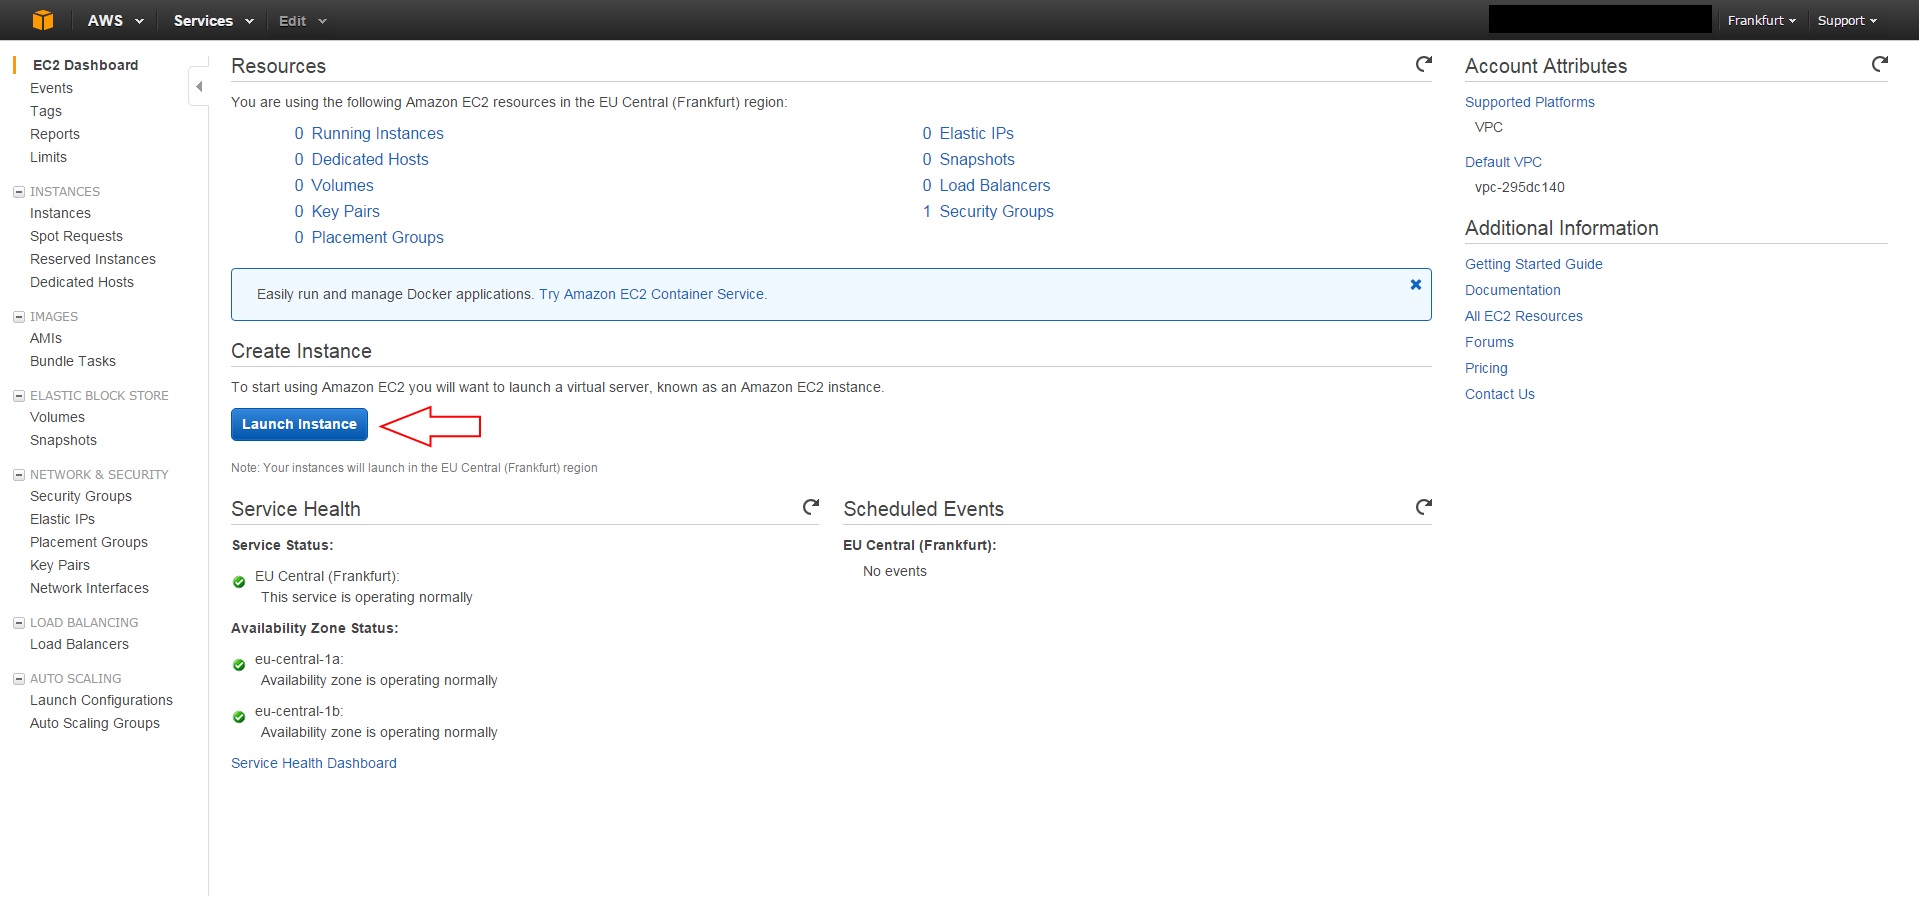 AWS Services Edit Frankfurt Support
EC2 Dashboard
Events
Tags
Reports
Limits
INSTANCES
Instances
Spot Requests
Reserved Instances
Dedicated Hosts
IMAGES
AMIs
Bundle Tasks
ELASTIC BLOCK STORE
Volumes
Snapshots
NETWORK & SECURITY
Security Groups
Elastic IPs
Placement Groups
Key Pairs
Network Interfaces
LOAD BALANCING
Load Balancers
AUTO SCALING
Launch Configurations
Auto Scaling Groups
Resources
You are using the following Amazon EC2 resources in the EU Central (Frankfurt) region:
0 Running Instances
0 Dedicated Hosts
0 Volumes
0 Key Pairs
0 Placement Groups
0 Elastic IPs
0 Snapshots
0 Load Balancers
1 Security Groups
Easily run and manage Docker applications. Try Amazon EC2 Container Service.
Create Instance
To start using Amazon EC2 you will want to launch a virtual server, known as an Amazon EC2 instance.
Launch Instance
Note: Your instances will launch in the EU Central (Frankfurt) region
Service Health
Service Status:
EU Central (Frankfurt):
This service is operating normally
Availability Zone Status:
eu-central-1a:
Availability zone is operating normally
eu-central-1b:
Availability zone is operating normally
Service Health Dashboard
Scheduled Events
EU Central (Frankfurt):
No events
Account Attributes
Supported Platforms
VPC
Default VPC
vpc-295dc140
Additional Information
Getting Started Guide
Documentation
All EC2 Resources
Forums
Pricing
Contact Us